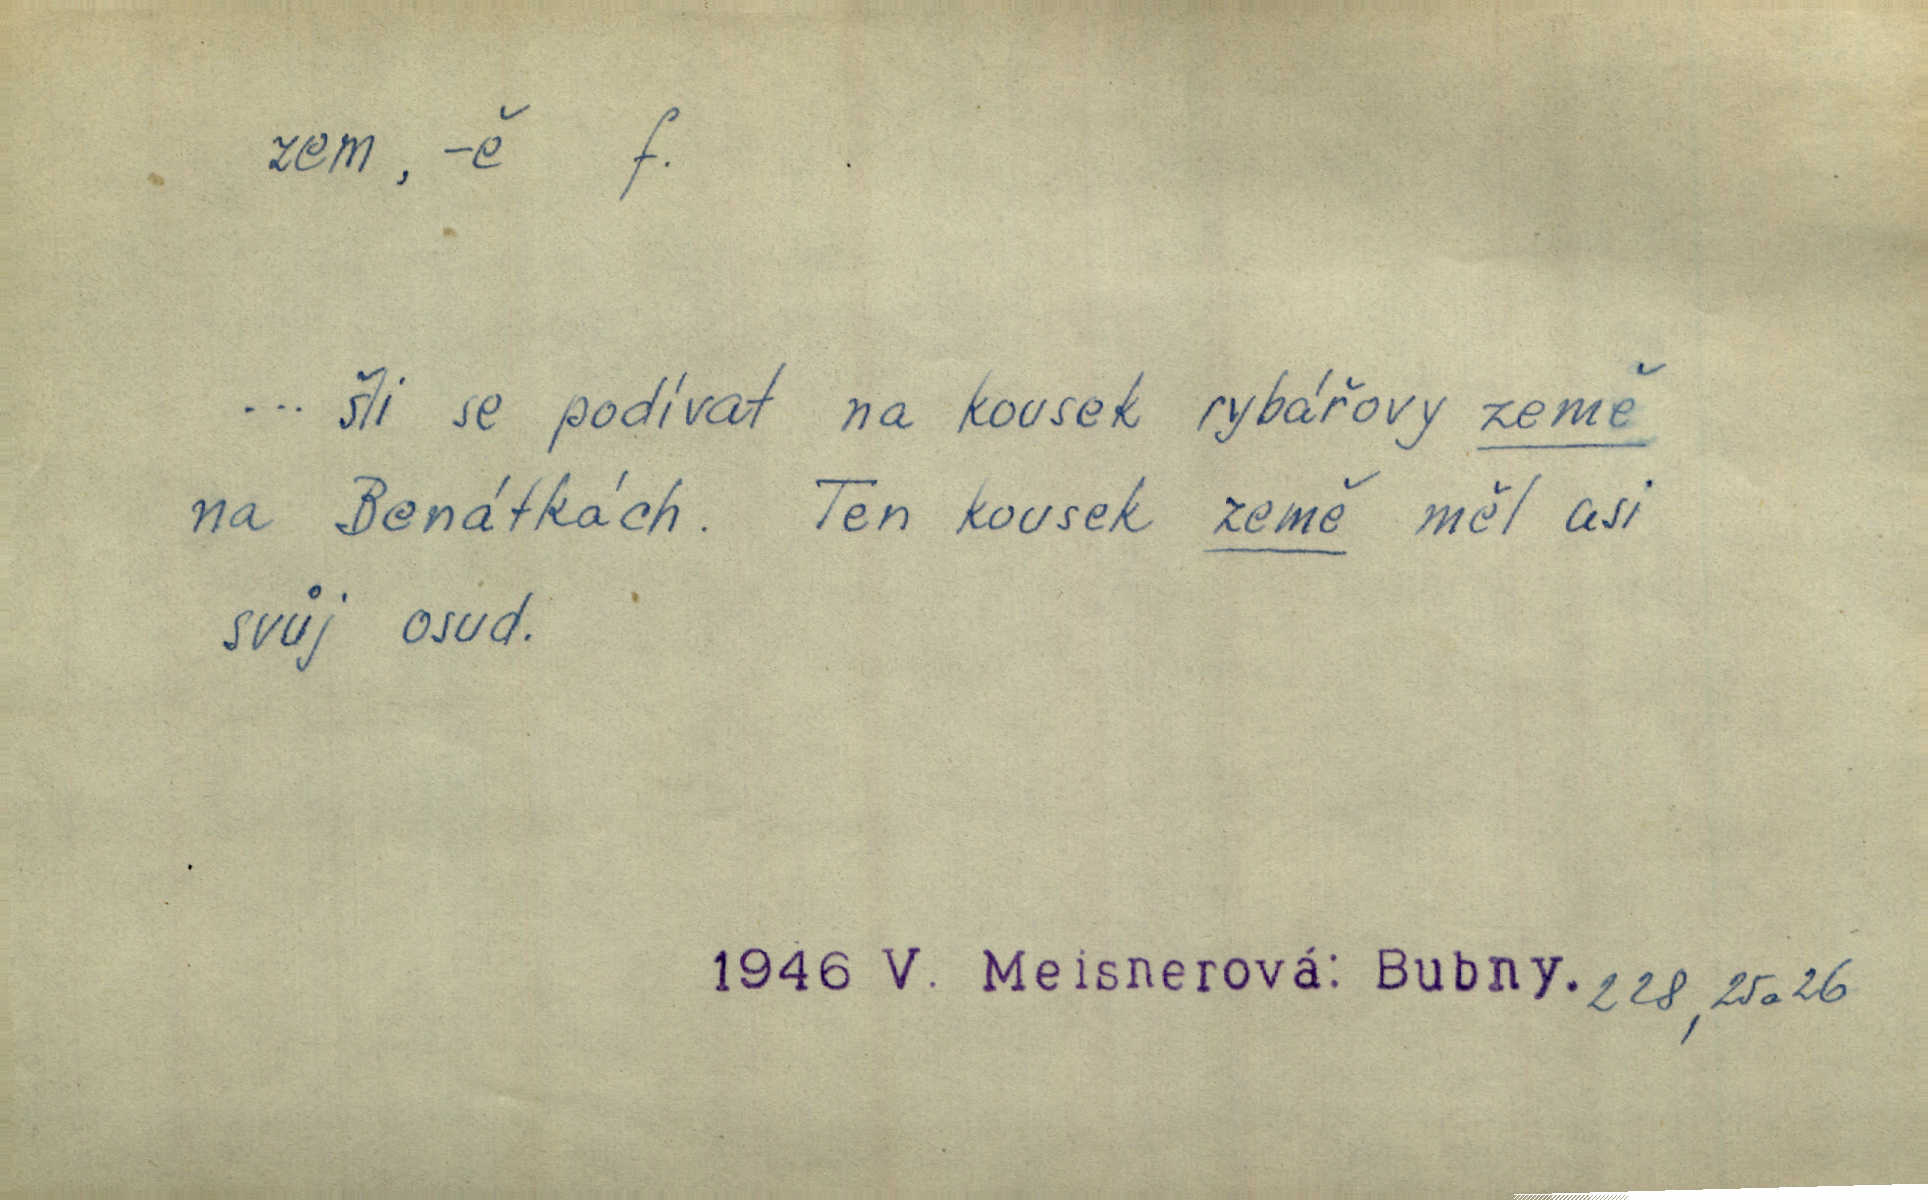 zem, -ě f.
... šli se podívat na kousek rybářovy země
na Benátkách. Ten kousek země měl asi
svůj osud.
1946 V. Meisnerová: Bubny. 228, 25a26